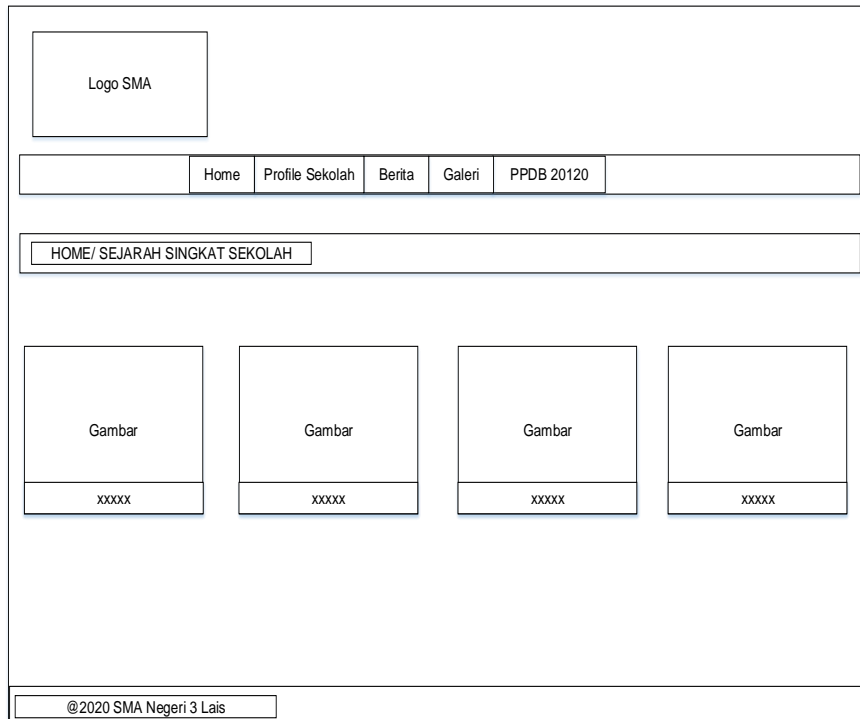 Logo SMA
Home Profile Sekolah Berita Galeri PPDB 20120
HOME/ SEJARAH SINGKAT SEKOLAH
Gambar Gambar Gambar Gambar
xxxxx xxxxx xxxxx xxxxx
@2020 SMA Negeri 3 Lais